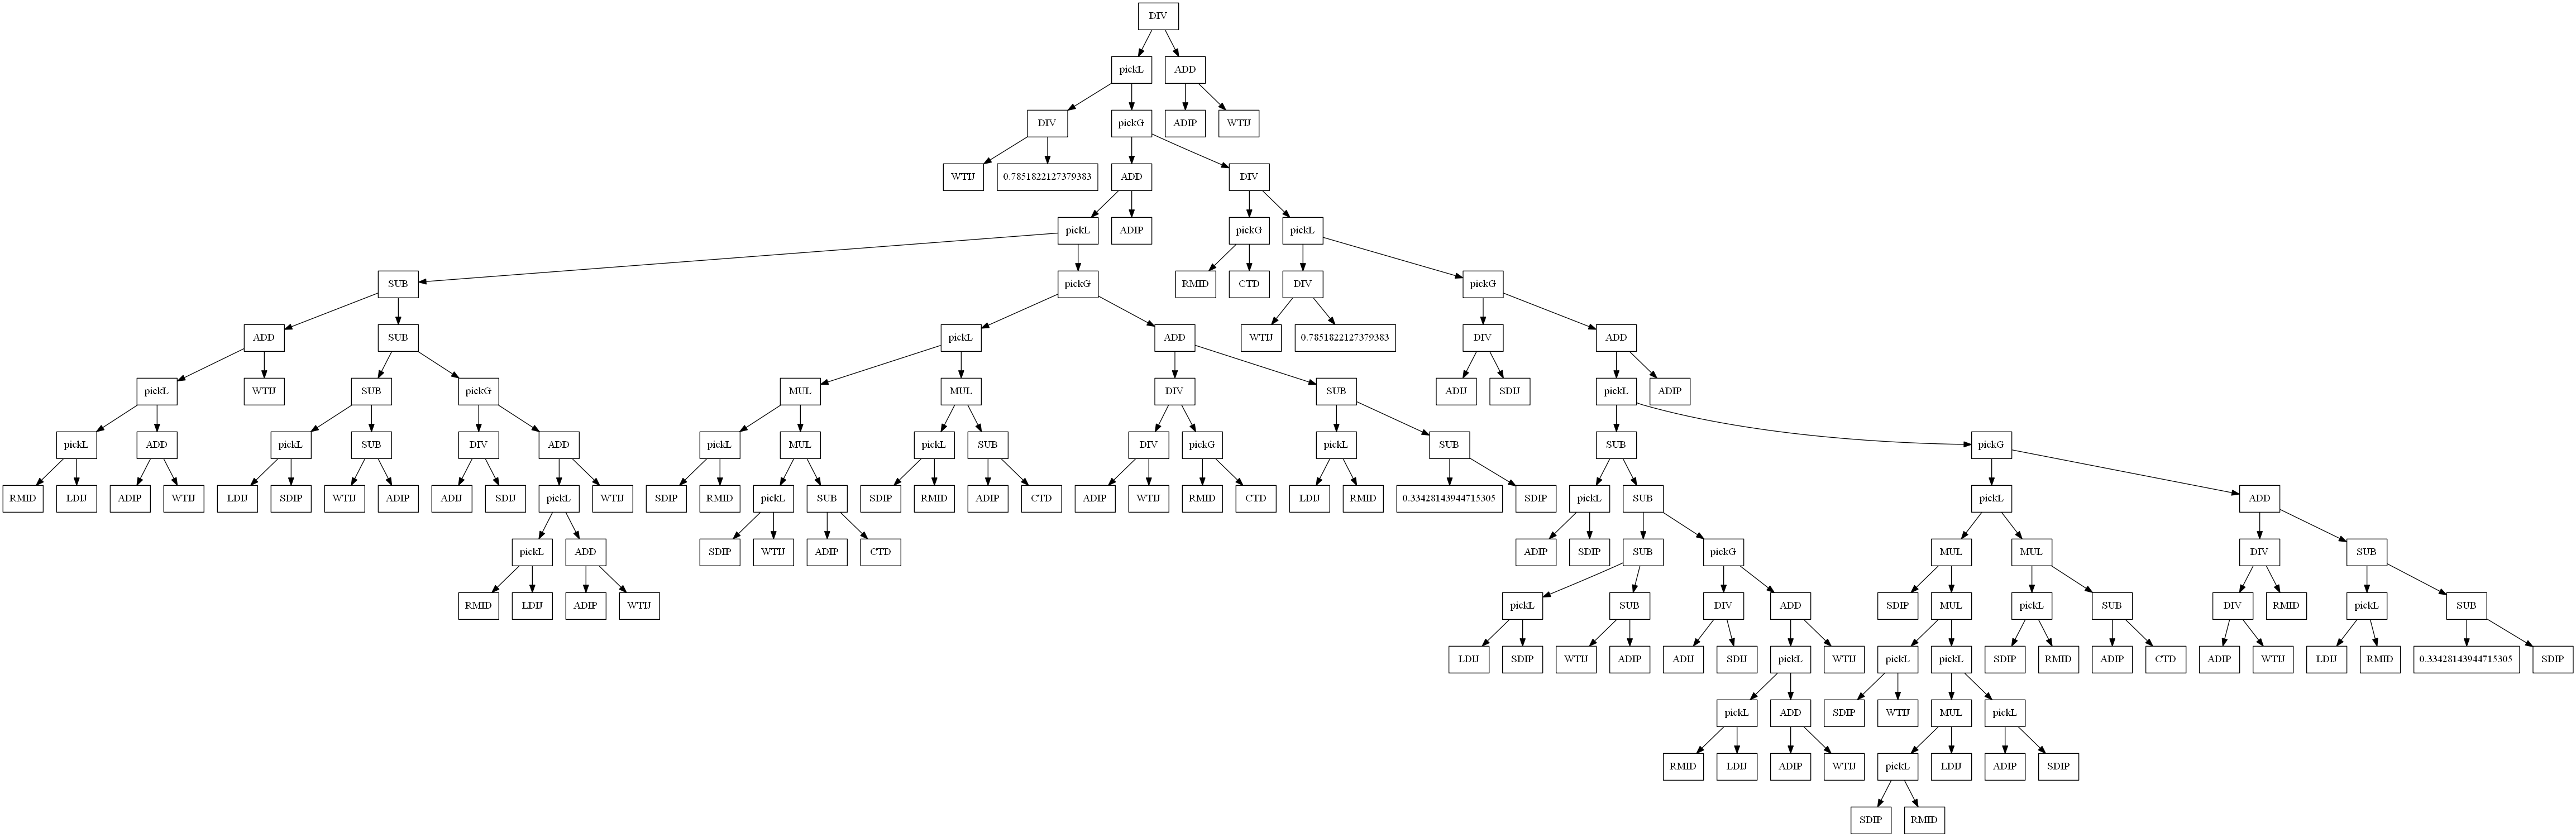 DIV
pickL ADD
DIV pickG ADIP WTIJ
WTIJ 0.7851822127379383 ADD DIV
pickL ADIP pickG pickL
SUB pickG RMID CTD DIV pickG
ADD SUB pickL ADD WTIJ 0.7851822127379383 DIV ADD
pickL WTIJ SUB pickG MUL MUL DIV SUB ADIJ SDIJ pickL ADIP
pickL ADD pickL SUB DIV ADD pickL MUL pickL SUB DIV pickG pickL SUB SUB pickG
RMID LDIJ ADIP WTIJ LDIJ SDIP WTIJ ADIP ADIJ SDIJ pickL WTIJ SDIP RMID pickL SUB SDIP RMID ADIP CTD ADIP WTIJ RMID CTD LDIJ RMID 0.33428143944715305 SDIP pickL SUB pickL ADD
pickL ADD SDIP WTIJ ADIP CTD ADIP SDIP SUB pickG MUL MUL DIV SUB
RMID LDIJ ADIP WTIJ pickL SUB DIV ADD SDIP MUL pickL SUB DIV RMID pickL SUB
LDIJ SDIP WTIJ ADIP ADIJ SDIJ pickL WTIJ pickL pickL SDIP RMID ADIP CTD ADIP WTIJ LDIJ RMID 0.33428143944715305 SDIP
pickL ADD SDIP WTIJ MUL pickL
RMID LDIJ ADIP WTIJ pickL LDIJ ADIP SDIP
SDIP RMID